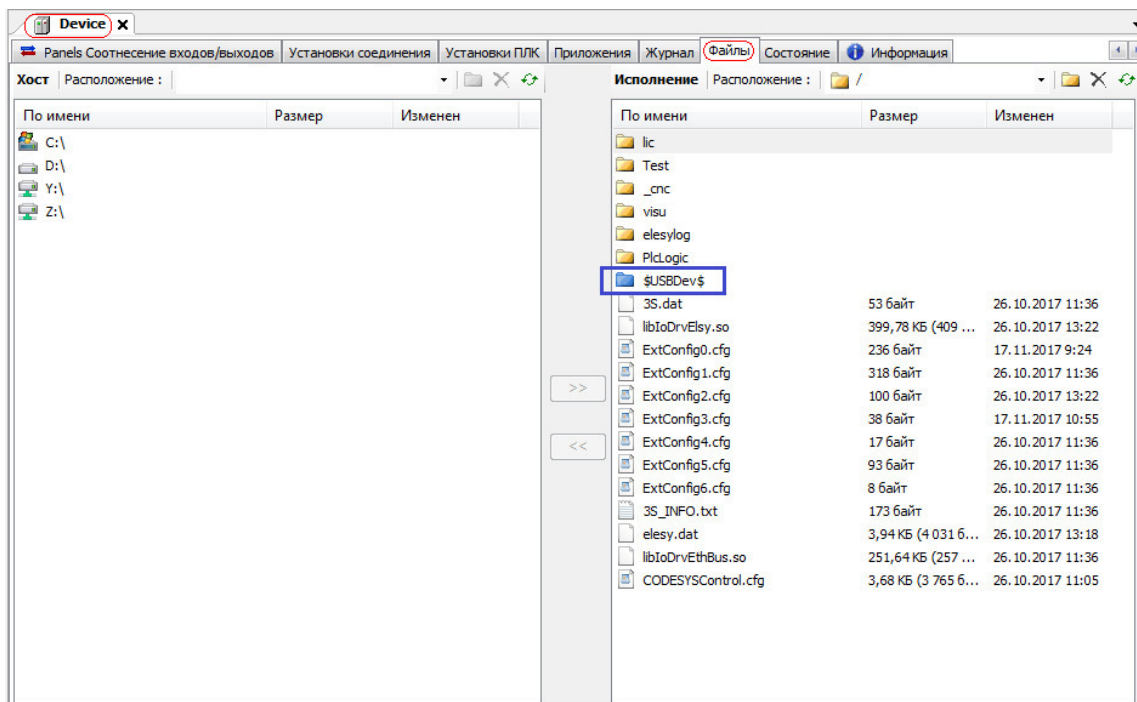 Device
Panels Соотнесение входов/выходов Установки соединения Установки ПЛК Приложения Журнал Файлы Состояние Информация
Хост Расположение : Исполнение Расположение : /
По имени Размер Изменен По имени Размер Изменен
C:\ lic
D:\ Test
Y:\ _cnc
Z:\ visu
elesylog
PlcLogic
$USBDev$
3S.dat 53 байт 26.10.2017 11:36
libIoDrvElsy.so 399,78 КБ (409 ... 26.10.2017 13:22
ExtConfig0.cfg 236 байт 17.11.2017 9:24
ExtConfig1.cfg 318 байт 26.10.2017 11:36
>> ExtConfig2.cfg 100 байт 26.10.2017 13:22
ExtConfig3.cfg 38 байт 17.11.2017 10:55
<< ExtConfig4.cfg 17 байт 26.10.2017 11:36
ExtConfig5.cfg 93 байт 26.10.2017 11:36
ExtConfig6.cfg 8 байт 26.10.2017 11:36
3S_INFO.txt 173 байт 26.10.2017 11:36
elesy.dat 3,94 КБ (4 031 б... 26.10.2017 13:18
libIoDrvEthBus.so 251,64 КБ (257 ... 26.10.2017 11:36
CODESYSControl.cfg 3,68 КБ (3 765 б... 26.10.2017 11:05